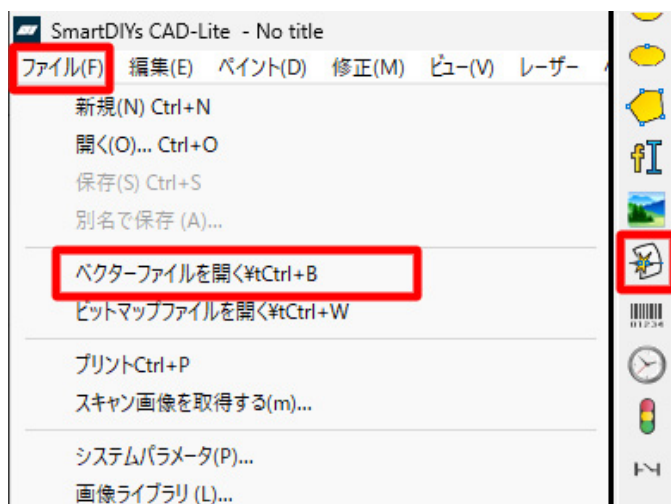 SmartDIYs CAD-Lite - No title
ファイル(F) 編集(E) ペイント(D) 修正(M) ビュー(V) レーザー
新規(N) Ctrl+N
開く(O)... Ctrl+O
保存(S) Ctrl+S
別名で保存 (A)...
ベクターファイルを開く¥tCtrl+B
ビットマップファイルを開く¥tCtrl+W
プリントCtrl+P
スキャン画像を取得する(m)...
システムパラメータ(P)...
画像ライブラリ (L)...
01234